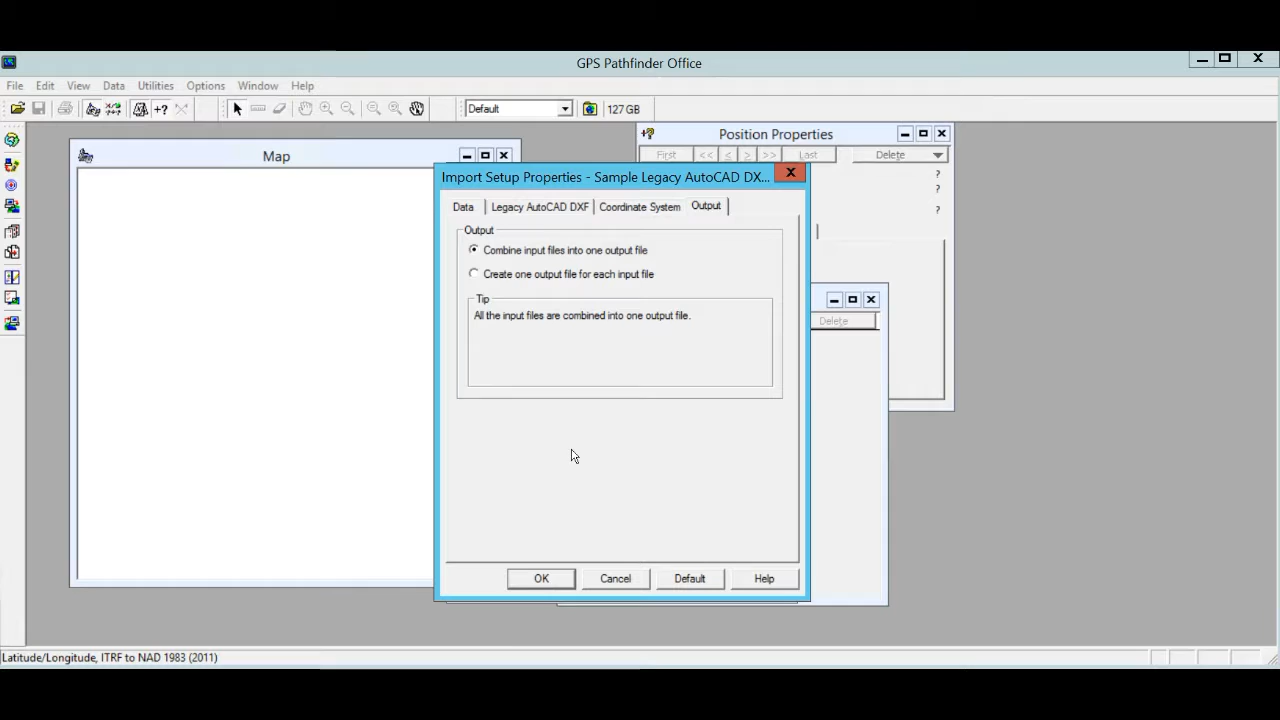 GPS Pathfinder Office
File Edit View Data Utilities Options Window Help
Default 127 GB
Map
Position Properties
First << < > >> Last Delete
?
?
?
Import Setup Properties - Sample Legacy AutoCAD DX...
Data Legacy AutoCAD DXF Coordinate System Output
Output
Combine input files into one output file
Create one output file for each input file
Tip
All the input files are combined into one output file.
Delete
OK Cancel Default Help
Latitude/Longitude, ITRF to NAD 1983 (2011)